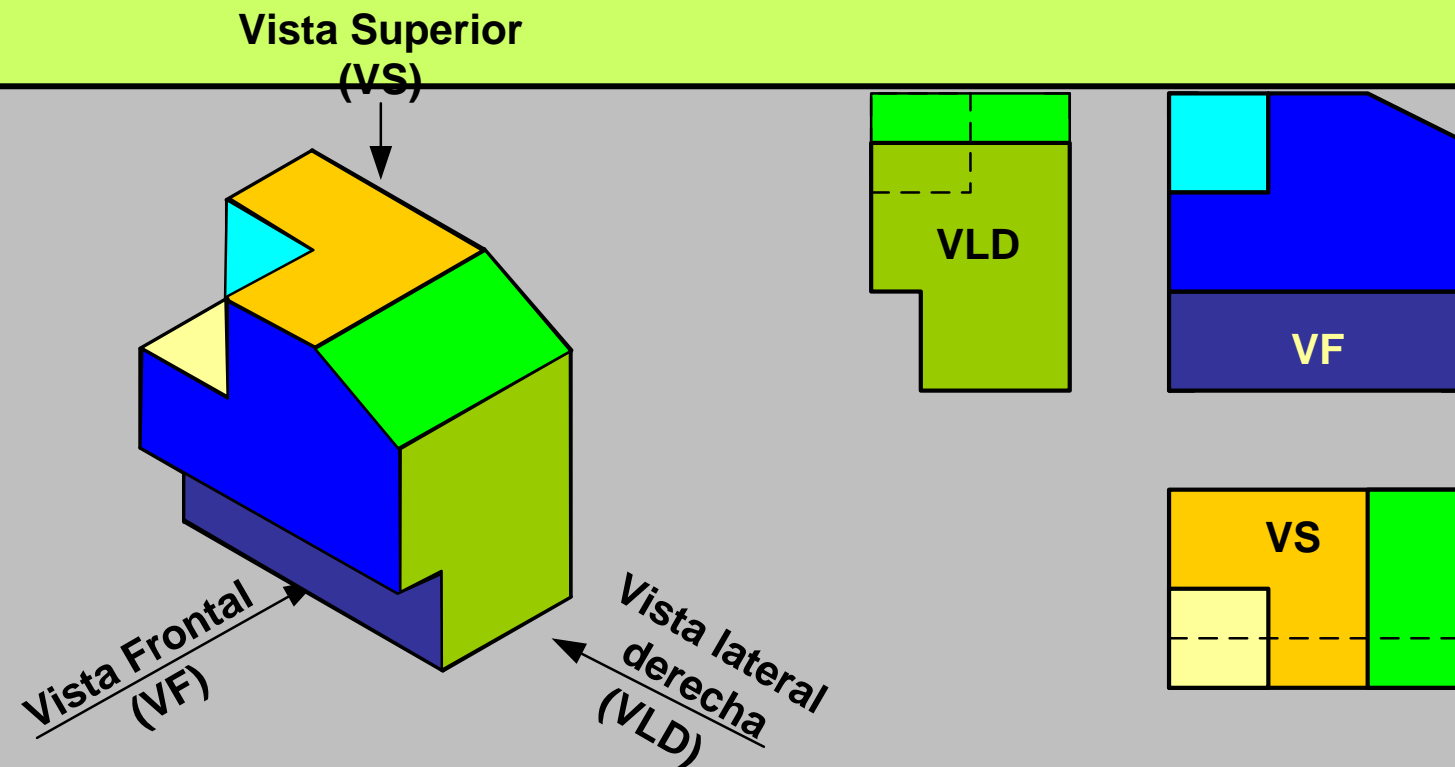 Vista Superior
(VS)
VLD
VF
VS
Vista Frontal
(VF)
Vista lateral
derecha
(VLD)